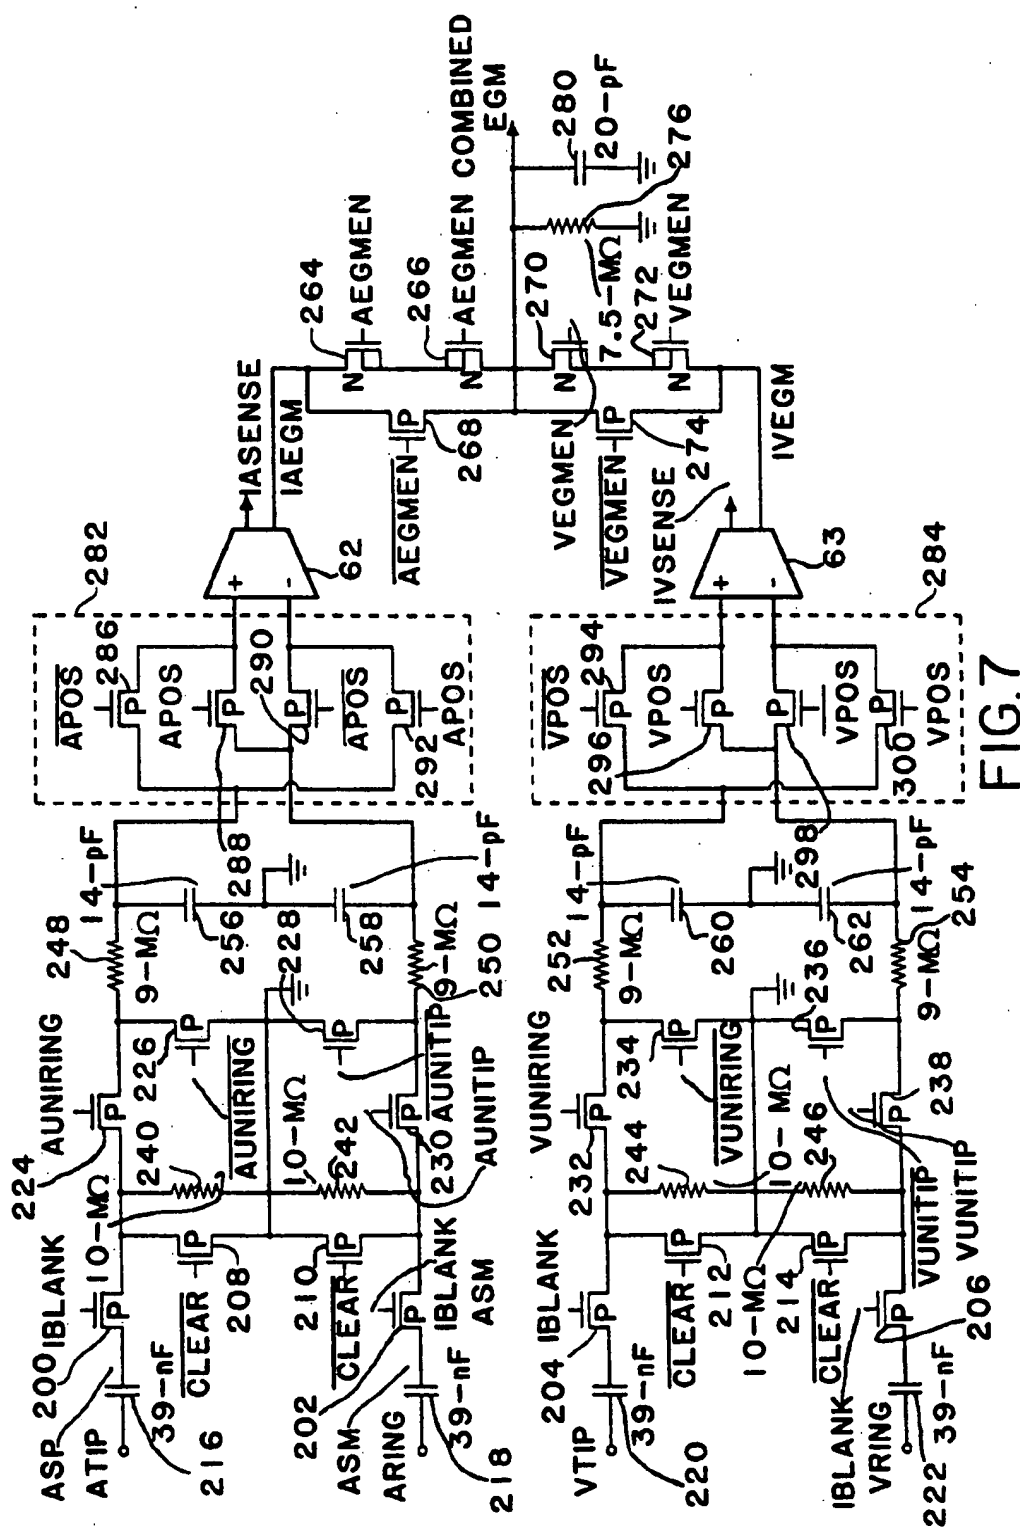 ASP
ATIP
216
39-nF
200
IBLANK
CLEAR
208
10-MΩ
224
AUNIRING
240
226
AUNIRING
248
9-MΩ
14-pF
256
288
APOS
286
APOS
282
290
APOS
292
APOS
228
258
14-pF
9-MΩ
250
10-MΩ
242
210
CLEAR
202
ASM
ARING
39-nF
218
IBLANK
ASM
230
AUNITIP
AUNITIP
P
P
P
P
P
P
P
P
P
P
P
P
+
-
62
IASENSE
IAEGM
264
AEGMEN
N
266
AEGMEN
N
COMBINED
EGM
AEGMEN
P
268
280
20-pF
276
7.5-MΩ
270
VEGMEN
N
272
VEGMEN
N
VEGMEN
P
274
IVSENSE
IVEGM
63
+
-
VTIP
220
39-nF
204
IBLANK
CLEAR
212
10-MΩ
232
VUNIRING
244
234
VUNIRING
252
9-MΩ
14-pF
260
296
VPOS
294
VPOS
284
298
VPOS
300
VPOS
236
262
14-pF
254
9-MΩ
10-MΩ
246
214
CLEAR
IBLANK
VRING
39-nF
222
206
238
VUNITIP
VUNITIP
P
P
P
P
P
P
P
P
P
P
P
P
FIG.7